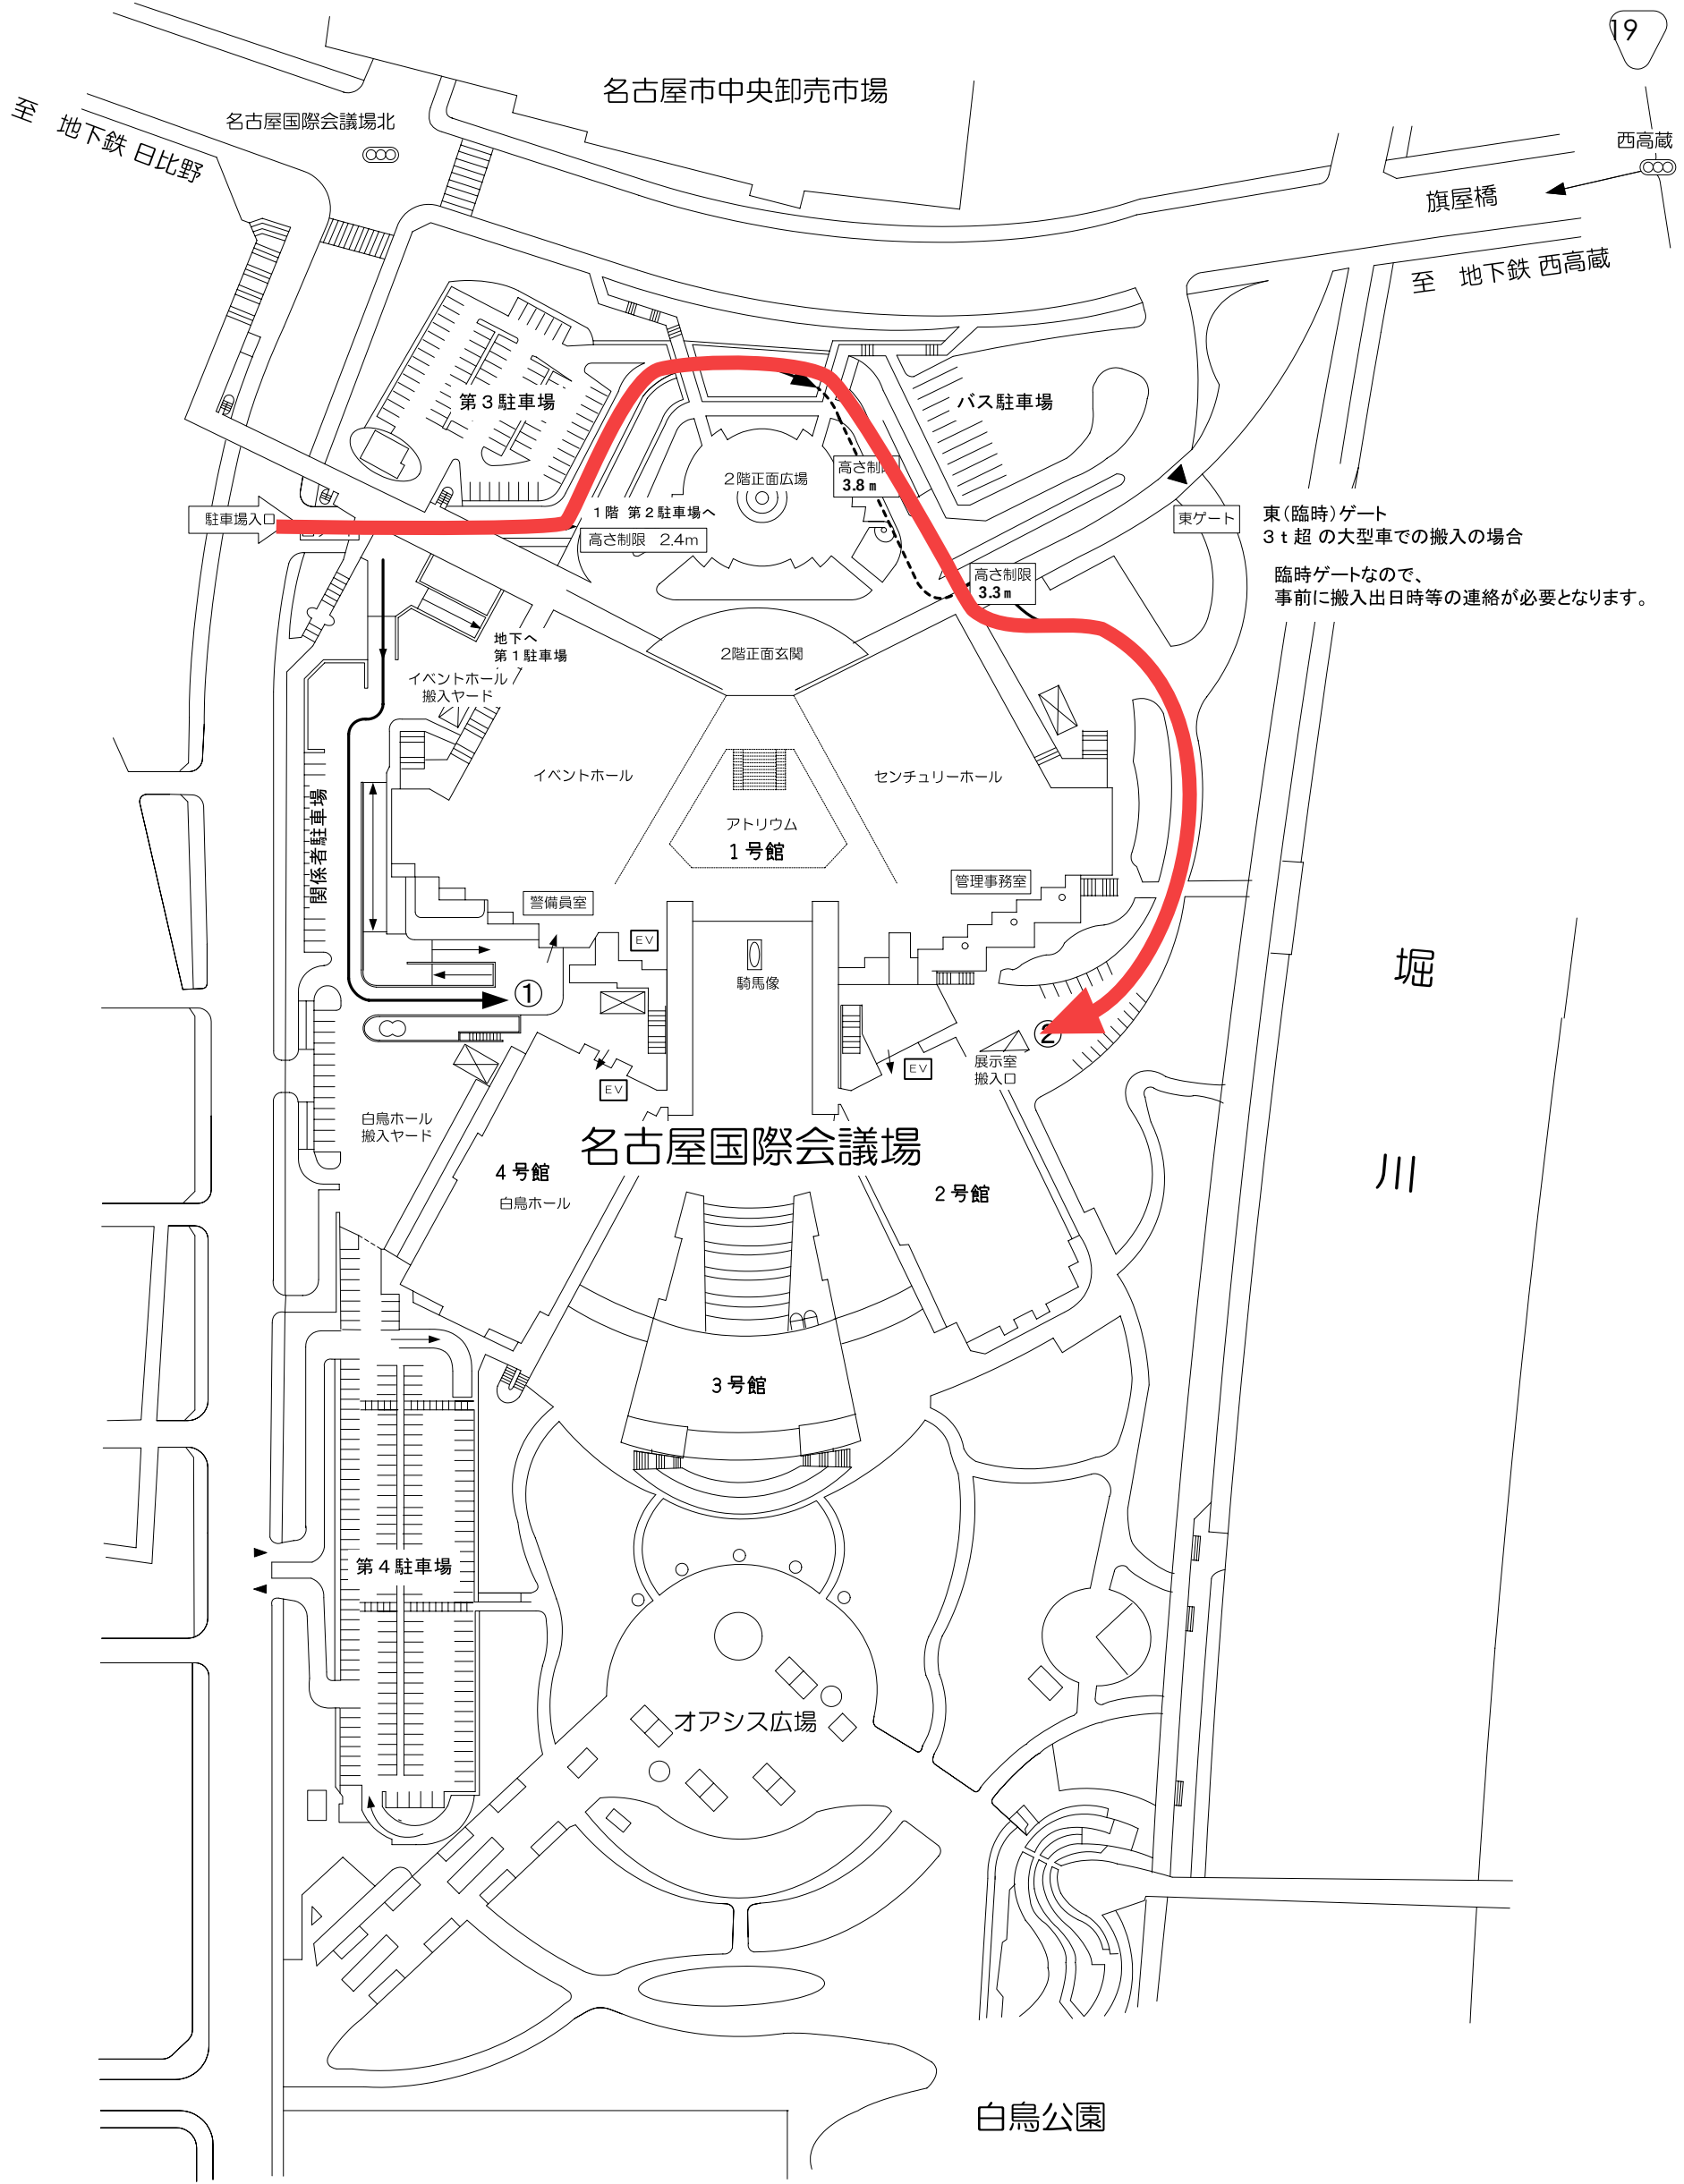 19
名古屋市中央卸売市場
名古屋国際会議場北
至 地下鉄 日比野
西高蔵
旗屋橋
至 地下鉄 西高蔵
第3駐車場
バス駐車場
2階正面広場
高さ制限
3.8m
駐車場入口
1階 第2駐車場へ
高さ制限 2.4m
東ゲート
東(臨時)ゲート
3t超 の大型車での搬入の場合
臨時ゲートなので、
事前に搬入出日時等の連絡が必要となります。
高さ制限
3.3m
地下へ
第1駐車場
2階正面玄関
イベントホール
搬入ヤード
イベントホール
センチュリーホール
アトリウム
1号館
関係者駐車場
警備員室
管理事務室
EV
騎馬像
①
②
展示室
搬入口
EV
EV
堀
川
白鳥ホール
搬入ヤード
名古屋国際会議場
4号館
白鳥ホール
2号館
3号館
第4駐車場
オアシス広場
白鳥公園